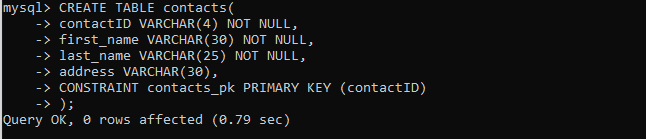 mysql> CREATE TABLE contacts(
    -> contactID VARCHAR(4) NOT NULL,
    -> first_name VARCHAR(30) NOT NULL,
    -> last_name VARCHAR(25) NOT NULL,
    -> address VARCHAR(30),
    -> CONSTRAINT contacts_pk PRIMARY KEY (contactID)
    -> );
Query OK, 0 rows affected (0.79 sec)